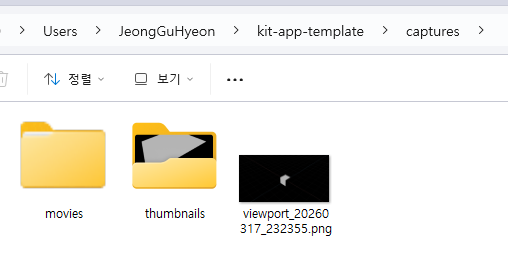 Users > JeongGuHyeon > kit-app-template > captures >
정렬 보기 ...
movies
thumbnails
viewport_20260
317_232355.png